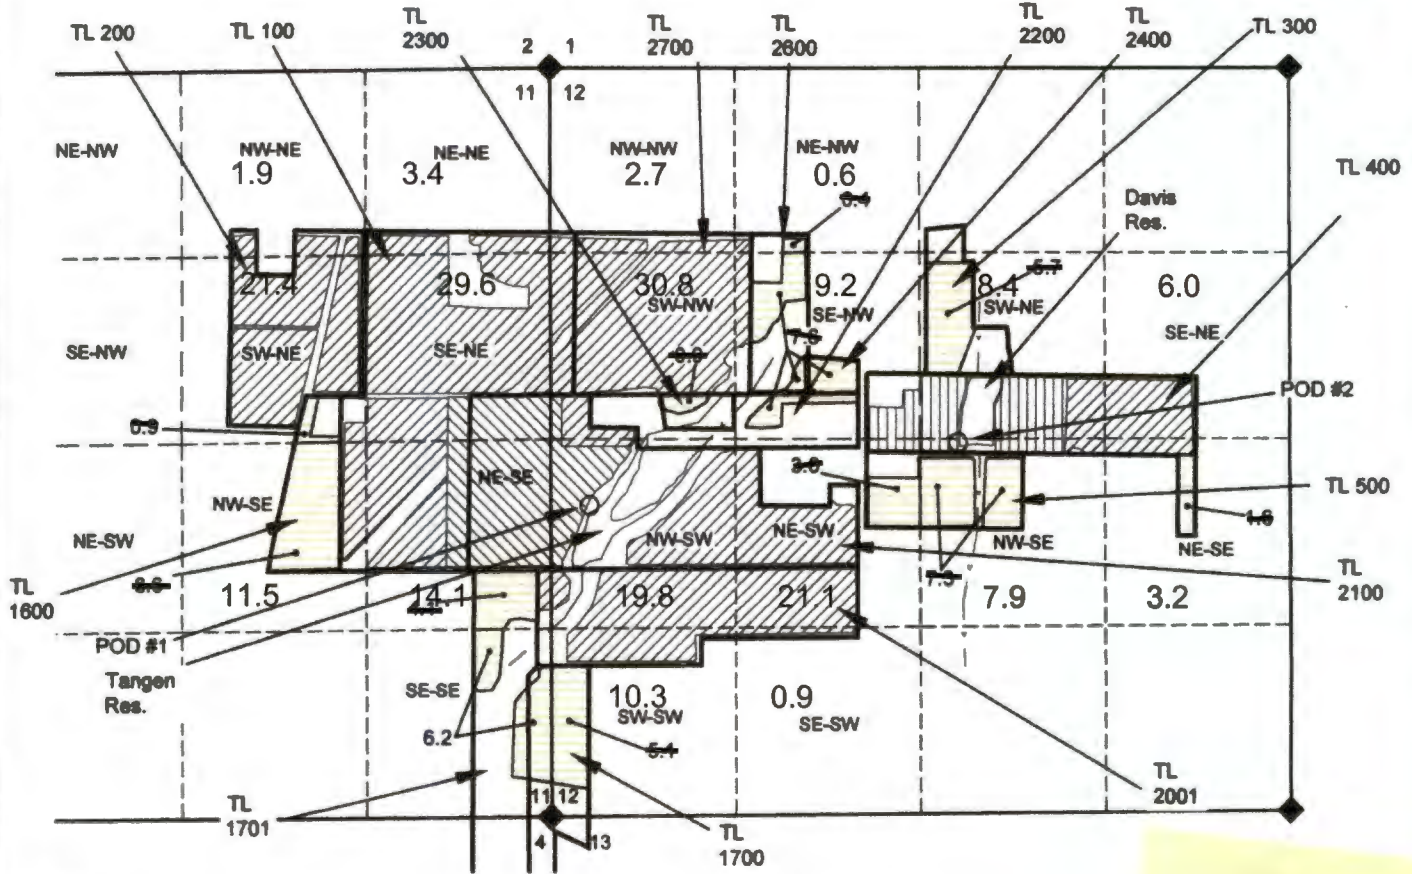 TL 200
TL 100
TL
2300
2 1
TL
2700
TL
2600
TL
2200
TL
2400
TL 300
11 12
NE-NW
NW-NE
1.9
NE-NE
3.4
NW-NW
2.7
NE-NW
0.6
0.4
Davis
Res.
TL 400
21.4
29.6
30.8
9.2
5.7
8.4
6.0
SW-NW
SE-NW
SW-NE
SE-NE
SE-NW
SW-NE
SE-NE
POD #2
NE-SE
3.8
NW-SE
TL 500
NE-SW
NW-SW
NE-SW
NW-SE
1.6
NE-SE
TL
1600
11.5
14.1
19.8
21.1
7.3
7.9
3.2
TL
2100
POD #1
Tangen
Res.
SE-SE
10.3
SW-SW
0.9
SE-SW
6.2
5.4
TL
2001
11 12
TL
1701
4 13
TL
1700